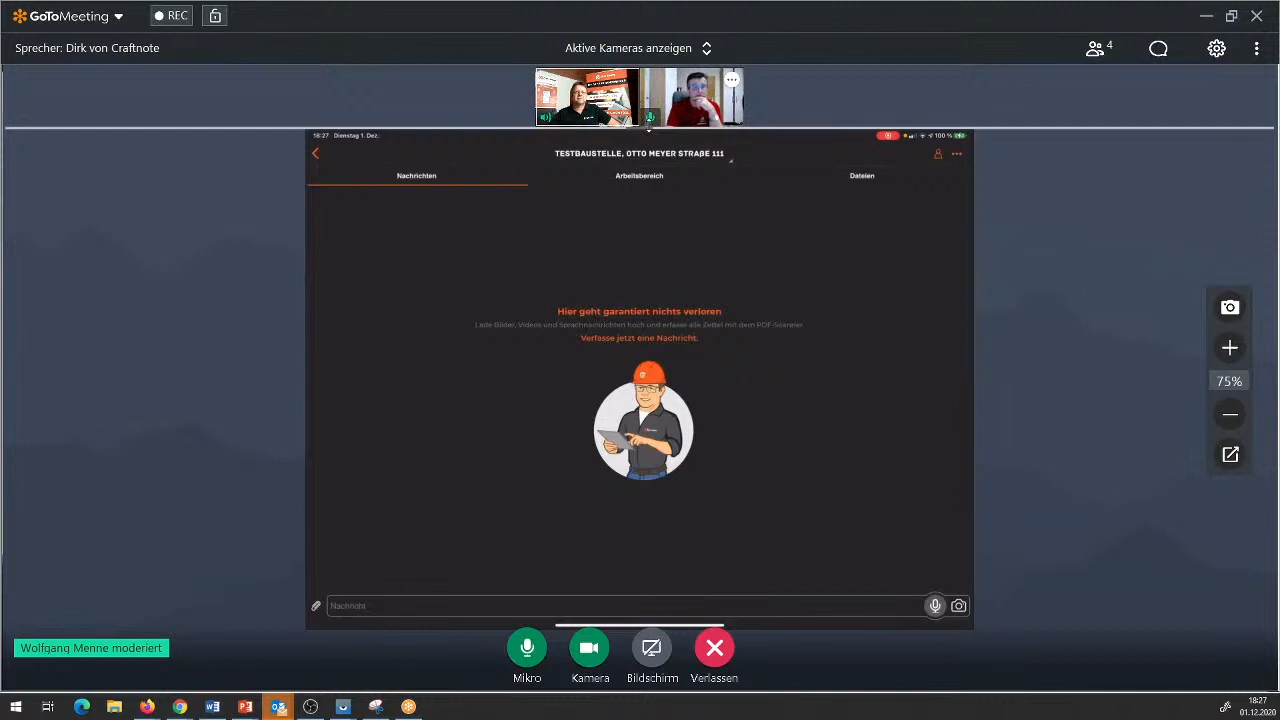 GoToMeeting
REC
Sprecher: Dirk von Craftnote
Aktive Kameras anzeigen
4
18:27 Dienstag 1. Dez.
100 %
TESTBAUSTELLE, OTTO MEYER STRAßE 111
Nachrichten
Arbeitsbereich
Dateien
Hier geht garantiert nichts verloren
Lade Bilder, Videos und Sprachnachrichten hoch und erfasse alle Zettel mit dem PDF-Scanner.
Verfasse jetzt eine Nachricht.
75%
Nachricht
Wolfgang Menne moderiert
Mikro
Kamera
Bildschirm
Verlassen
18:27
01.12.2020